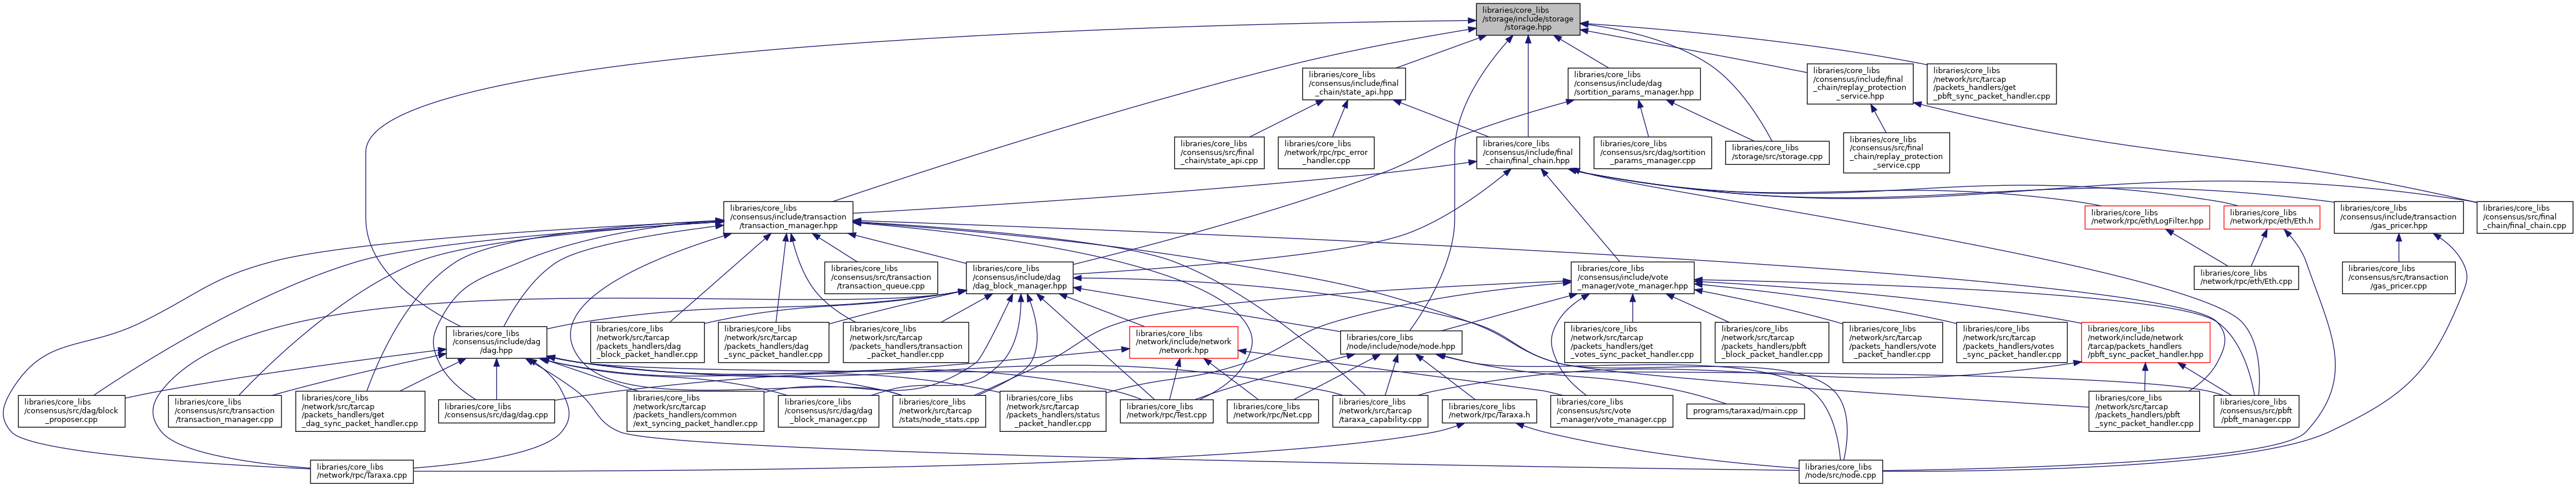 libraries/core_libs
/storage/include/storage
/storage.hpp
libraries/core_libs
/consensus/include/final
_chain/state_api.hpp
libraries/core_libs
/consensus/include/dag
/sortition_params_manager.hpp
libraries/core_libs
/consensus/include/final
_chain/replay_protection
_service.hpp
libraries/core_libs
/network/src/tarcap
/packets_handlers/get
_pbft_sync_packet_handler.cpp
libraries/core_libs
/consensus/src/final
_chain/state_api.cpp
libraries/core_libs
/network/rpc/rpc_error
_handler.cpp
libraries/core_libs
/consensus/include/final
_chain/final_chain.hpp
libraries/core_libs
/consensus/src/dag/sortition
_params_manager.cpp
libraries/core_libs
/storage/src/storage.cpp
libraries/core_libs
/consensus/src/final
_chain/replay_protection
_service.cpp
libraries/core_libs
/consensus/include/transaction
/transaction_manager.hpp
libraries/core_libs
/network/rpc/eth/LogFilter.hpp
libraries/core_libs
/network/rpc/eth/Eth.h
libraries/core_libs
/consensus/include/transaction
/gas_pricer.hpp
libraries/core_libs
/consensus/src/final
_chain/final_chain.cpp
libraries/core_libs
/consensus/src/transaction
/transaction_queue.cpp
libraries/core_libs
/consensus/include/dag
/dag_block_manager.hpp
libraries/core_libs
/consensus/include/vote
_manager/vote_manager.hpp
libraries/core_libs
/network/rpc/eth/Eth.cpp
libraries/core_libs
/consensus/src/transaction
/gas_pricer.cpp
libraries/core_libs
/consensus/include/dag
/dag.hpp
libraries/core_libs
/network/src/tarcap
/packets_handlers/dag
_block_packet_handler.cpp
libraries/core_libs
/network/src/tarcap
/packets_handlers/dag
_sync_packet_handler.cpp
libraries/core_libs
/network/src/tarcap
/packets_handlers/transaction
_packet_handler.cpp
libraries/core_libs
/network/include/network
/network.hpp
libraries/core_libs
/node/include/node/node.hpp
libraries/core_libs
/network/src/tarcap
/packets_handlers/get
_votes_sync_packet_handler.cpp
libraries/core_libs
/network/src/tarcap
/packets_handlers/pbft
_block_packet_handler.cpp
libraries/core_libs
/network/src/tarcap
/packets_handlers/vote
_packet_handler.cpp
libraries/core_libs
/network/src/tarcap
/packets_handlers/votes
_sync_packet_handler.cpp
libraries/core_libs
/network/include/network
/tarcap/packets_handlers
/pbft_sync_packet_handler.hpp
libraries/core_libs
/consensus/src/dag/block
_proposer.cpp
libraries/core_libs
/consensus/src/transaction
/transaction_manager.cpp
libraries/core_libs
/network/src/tarcap
/packets_handlers/get
_dag_sync_packet_handler.cpp
libraries/core_libs
/consensus/src/dag/dag.cpp
libraries/core_libs
/network/src/tarcap
/packets_handlers/common
/ext_syncing_packet_handler.cpp
libraries/core_libs
/consensus/src/dag/dag
_block_manager.cpp
libraries/core_libs
/network/src/tarcap
/stats/node_stats.cpp
libraries/core_libs
/network/src/tarcap
/packets_handlers/status
_packet_handler.cpp
libraries/core_libs
/network/rpc/Test.cpp
libraries/core_libs
/network/rpc/Net.cpp
libraries/core_libs
/network/src/tarcap
/taraxa_capability.cpp
libraries/core_libs
/network/rpc/Taraxa.h
libraries/core_libs
/consensus/src/vote
_manager/vote_manager.cpp
programs/taraxad/main.cpp
libraries/core_libs
/network/src/tarcap
/packets_handlers/pbft
_sync_packet_handler.cpp
libraries/core_libs
/consensus/src/pbft
/pbft_manager.cpp
libraries/core_libs
/network/rpc/Taraxa.cpp
libraries/core_libs
/node/src/node.cpp